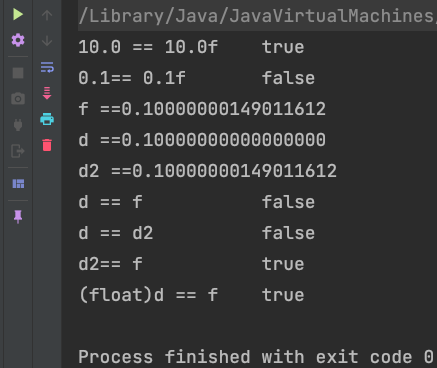 /Library/Java/JavaVirtualMachines
10.0 == 10.0f    true
0.1== 0.1f       false
f ==0.10000000149011612
d ==0.10000000000000000
d2 ==0.10000000149011612
d == f           false
d == d2          false
d2== f           true
(float)d == f    true
Process finished with exit code 0